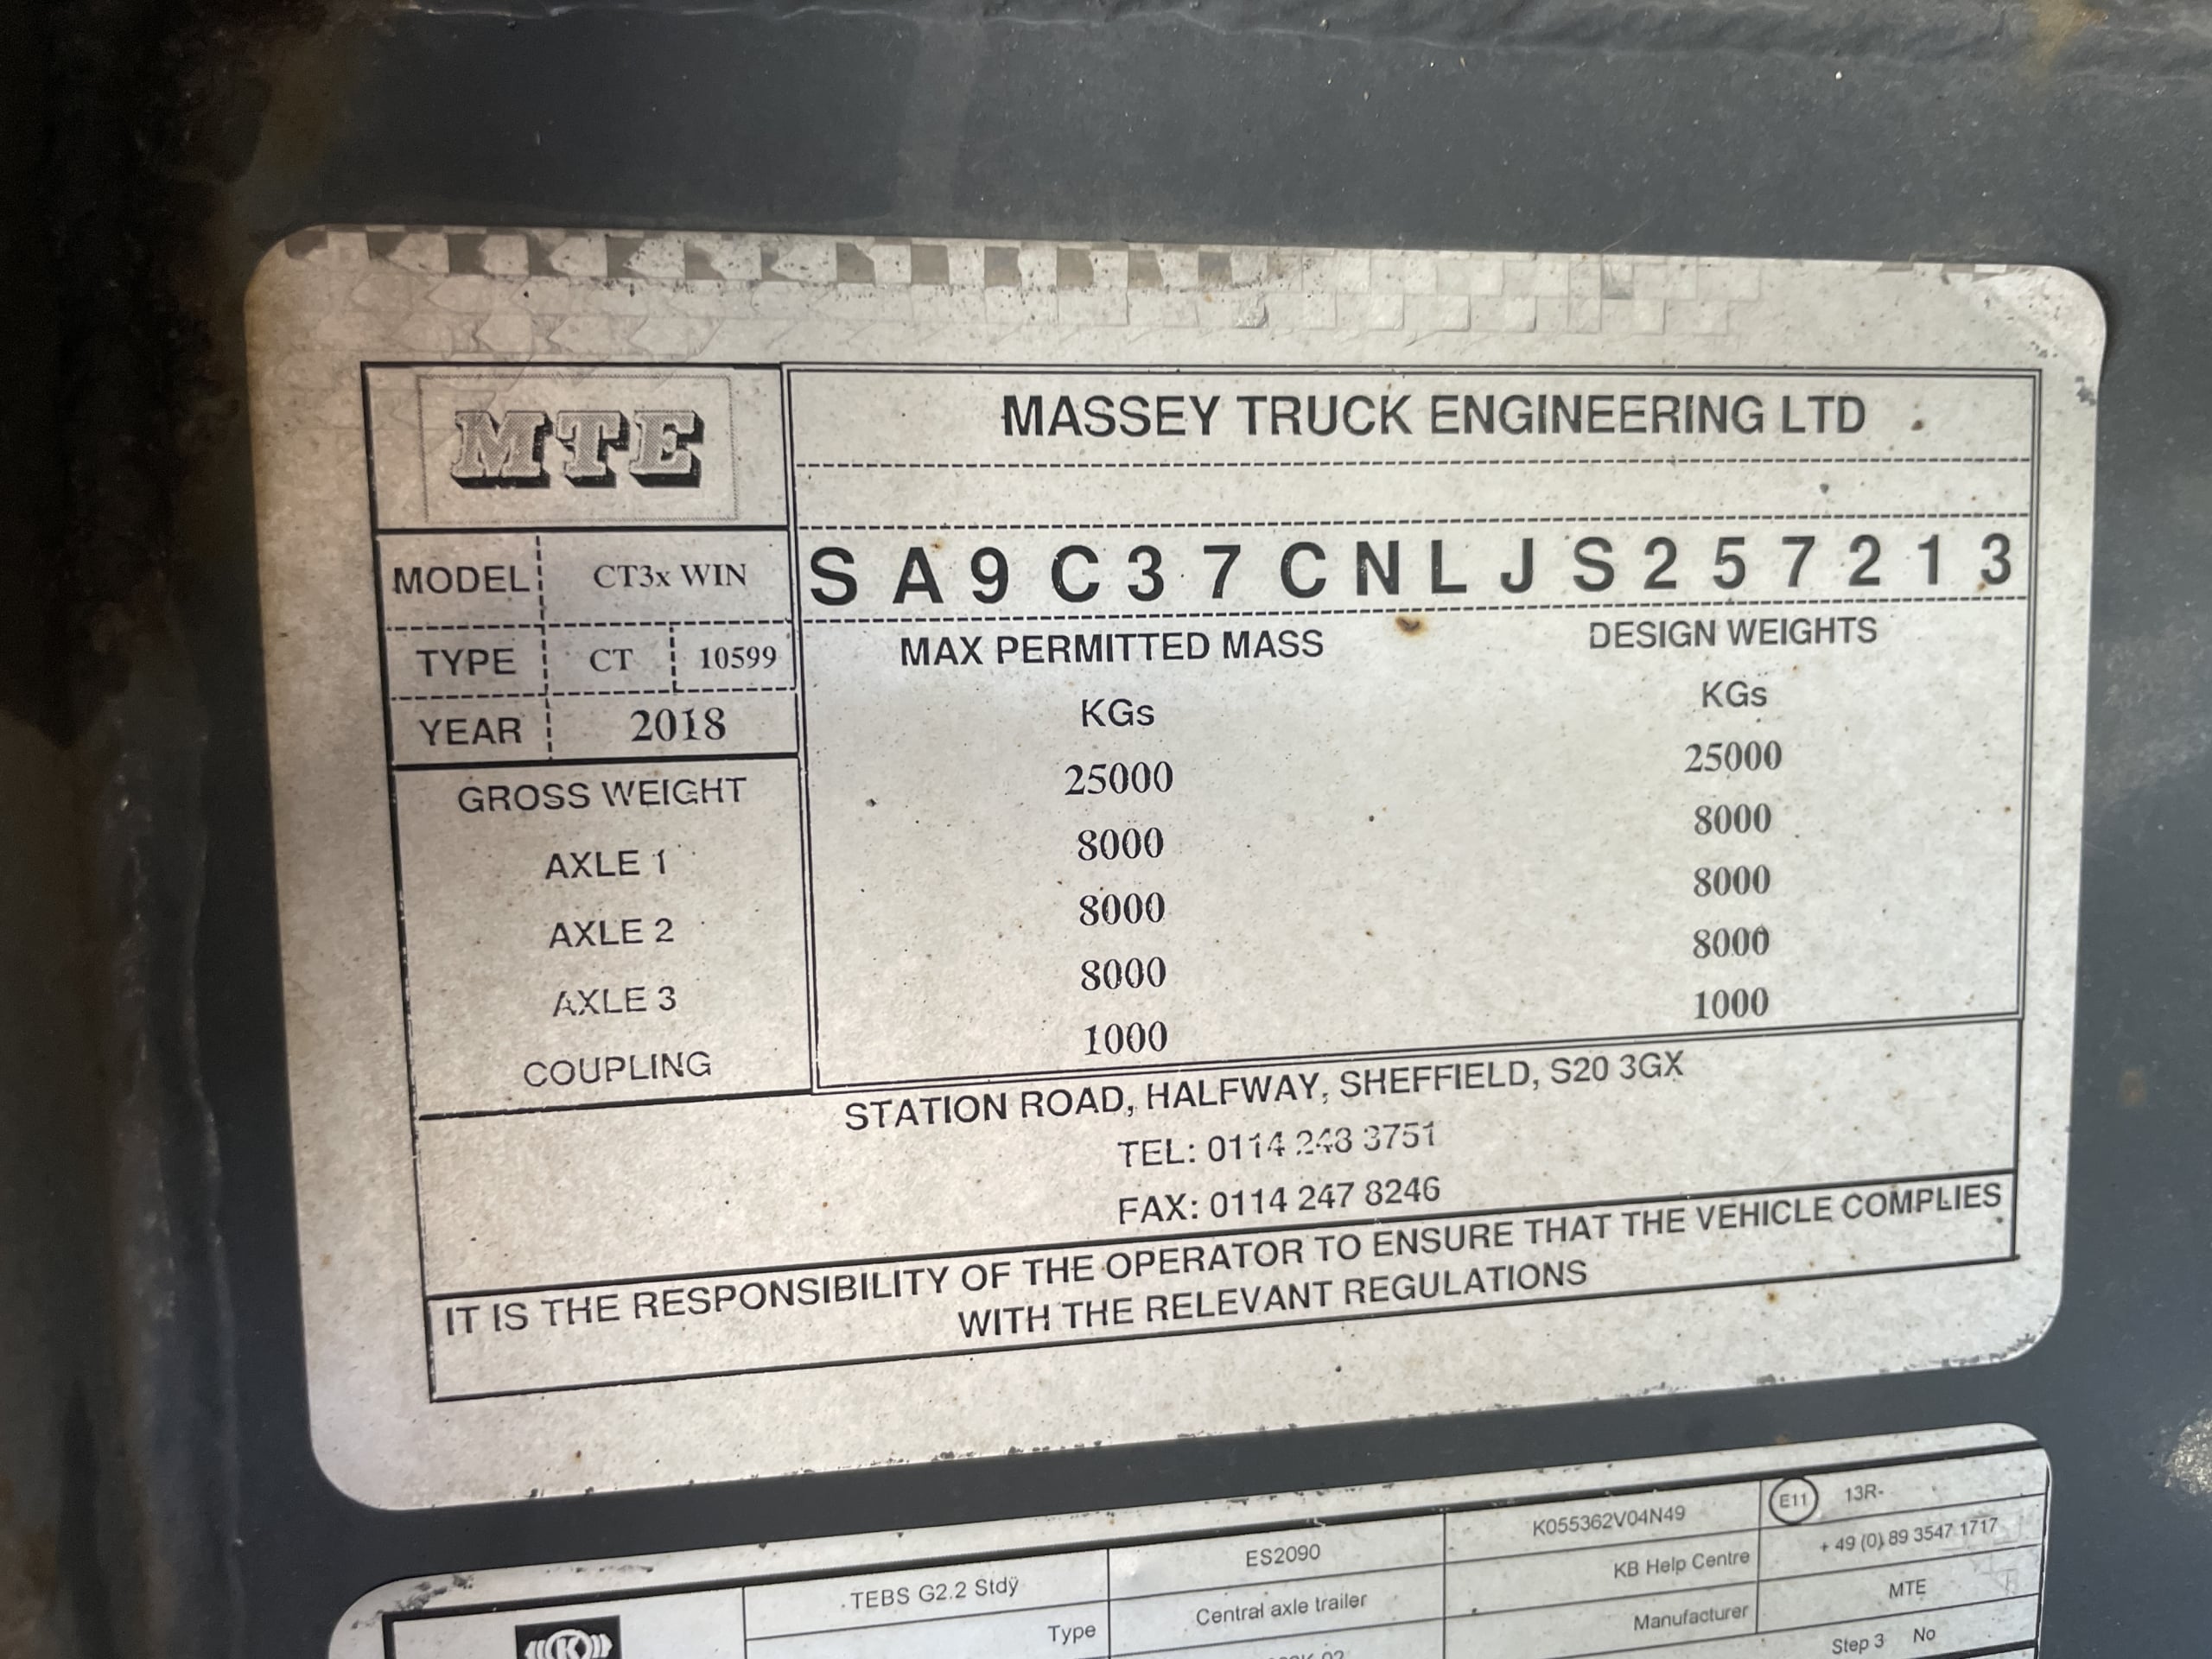 MTE
MASSEY TRUCK ENGINEERING LTD
SA9C37CNLJS257213
MODEL CT3x WIN
TYPE CT 10599
YEAR 2018
MAX PERMITTED MASS DESIGN WEIGHTS
KGs KGs
GROSS WEIGHT 25000 25000
AXLE 1 8000 8000
AXLE 2 8000 8000
AXLE 3 8000 8000
COUPLING 1000 1000
STATION ROAD, HALFWAY, SHEFFIELD, S20 3GX
TEL: 0114 248 3751
FAX: 0114 247 8246
IT IS THE RESPONSIBILITY OF THE OPERATOR TO ENSURE THAT THE VEHICLE COMPLIES
WITH THE RELEVANT REGULATIONS
TEBS G2.2 Stdÿ ES2090 K055362V04N49 E11 13R-
Type Central axle trailer KB Help Centre + 49 (0) 89 3547 1717
Manufacturer MTE
Step 3 No
K